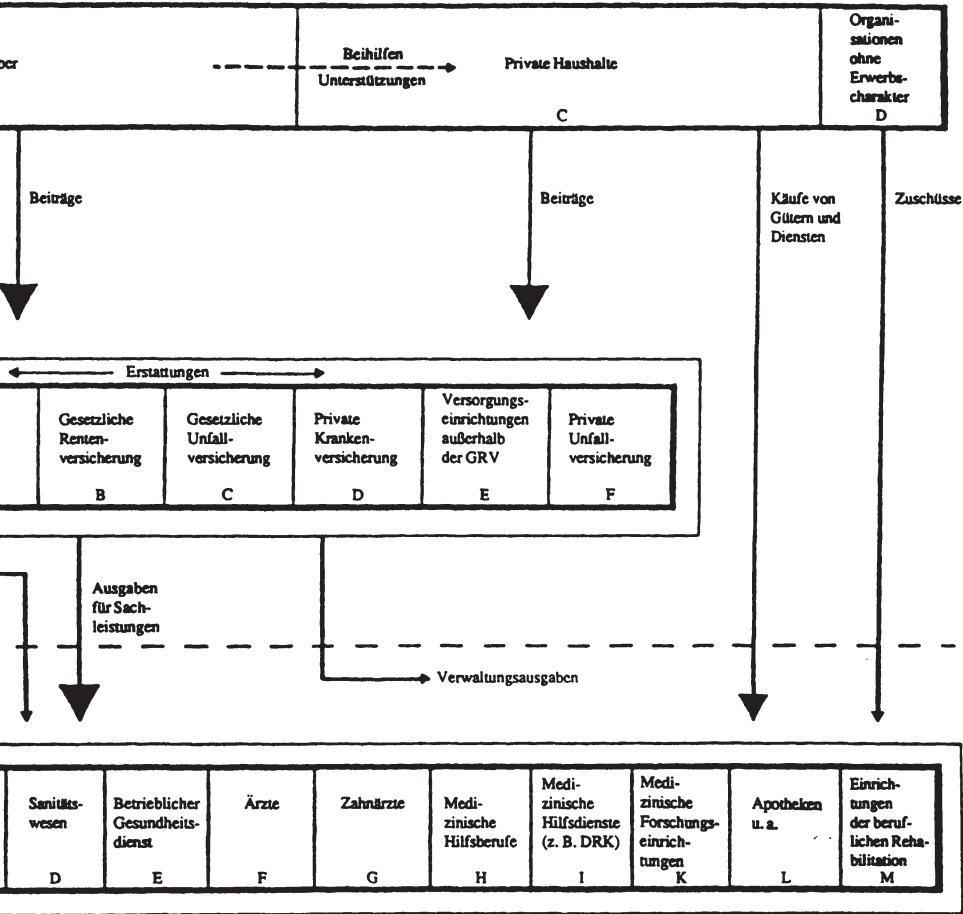 ber
Beihilfen
Unterstützungen
Private Haushalte
C
Organi-
sationen
ohne
Erwerbs-
charakter
D
Beiträge
Beiträge
Käufe von
Gütern und
Diensten
Zuschüsse
Erstattungen
Gesetzliche
Renten-
versicherung
B
Gesetzliche
Unfall-
versicherung
C
Private
Kranken-
versicherung
D
Versorgungs-
einrichtungen
außerhalb
der GRV
E
Private
Unfall-
versicherung
F
Ausgaben
für Sach-
leistungen
Verwaltungsausgaben
Sanitäts-
wesen
D
Betrieblicher
Gesundheits-
dienst
E
Ärzte
F
Zahnärzte
G
Medi-
zinische
Hilfsberufe
H
Medi-
zinische
Hilfsdienste
(z. B. DRK)
I
Medi-
zinische
Forschungs-
einrich-
tungen
K
Apotheken
u. a.
L
Einrich-
tungen
der beruf-
lichen Reha-
bilitation
M